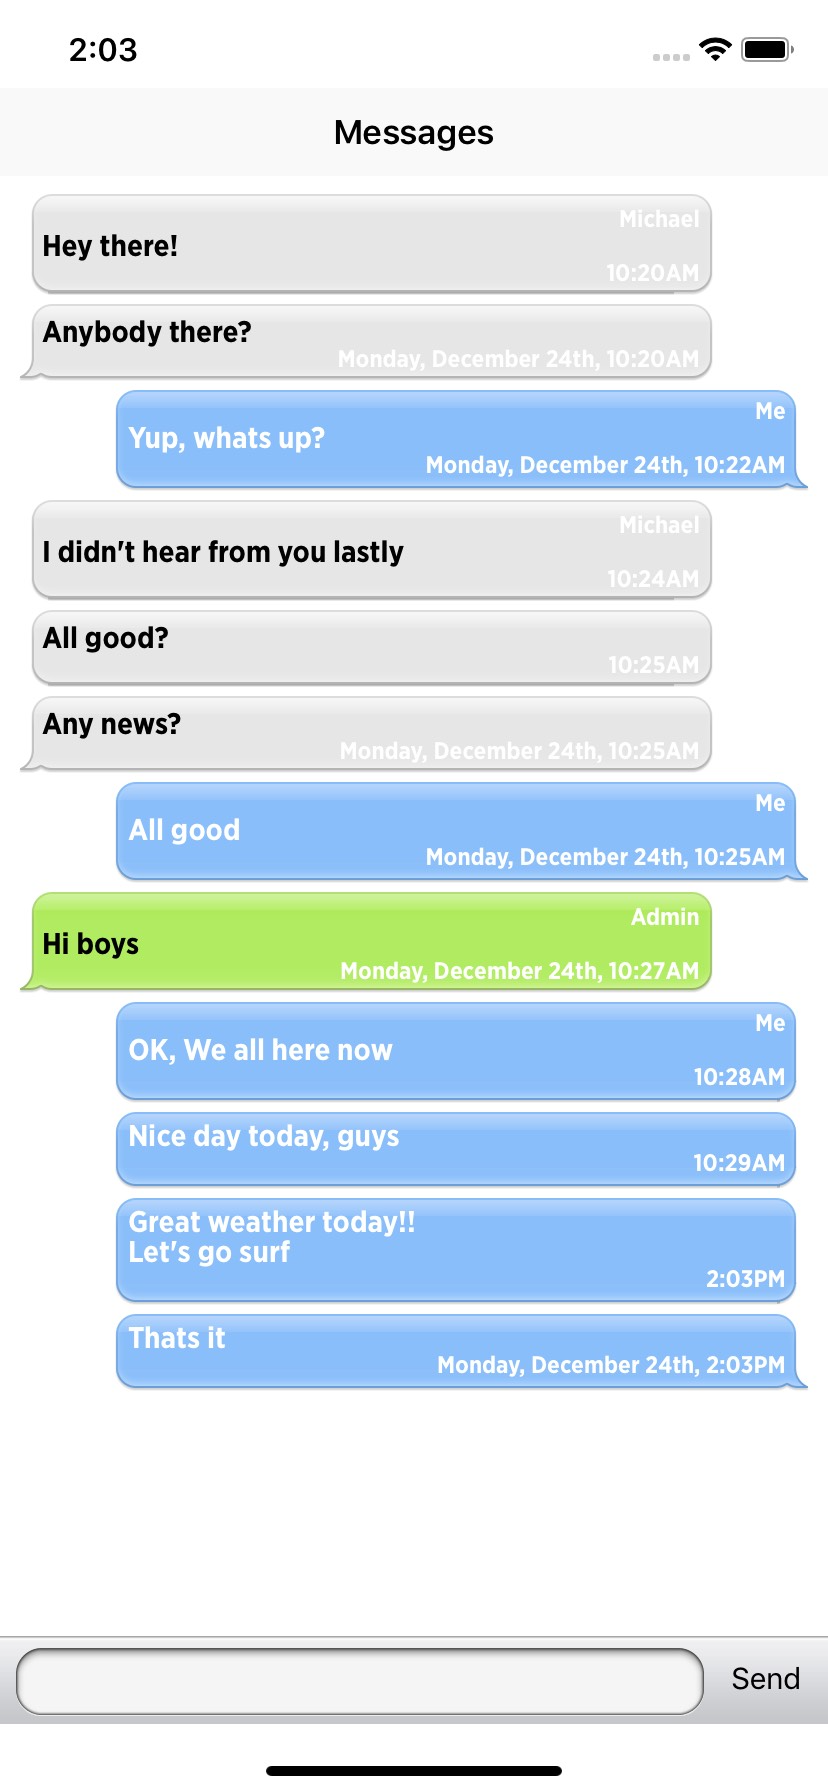 2:03
Messages
Michael
Hey there!
10:20AM
Anybody there?
Monday, December 24th, 10:20AM
Me
Yup, whats up?
Monday, December 24th, 10:22AM
Michael
I didn't hear from you lastly
10:24AM
All good?
10:25AM
Any news?
Monday, December 24th, 10:25AM
Me
All good
Monday, December 24th, 10:25AM
Admin
Hi boys
Monday, December 24th, 10:27AM
Me
OK, We all here now
10:28AM
Nice day today, guys
10:29AM
Great weather today!!
Let's go surf
2:03PM
Thats it
Monday, December 24th, 2:03PM
Send